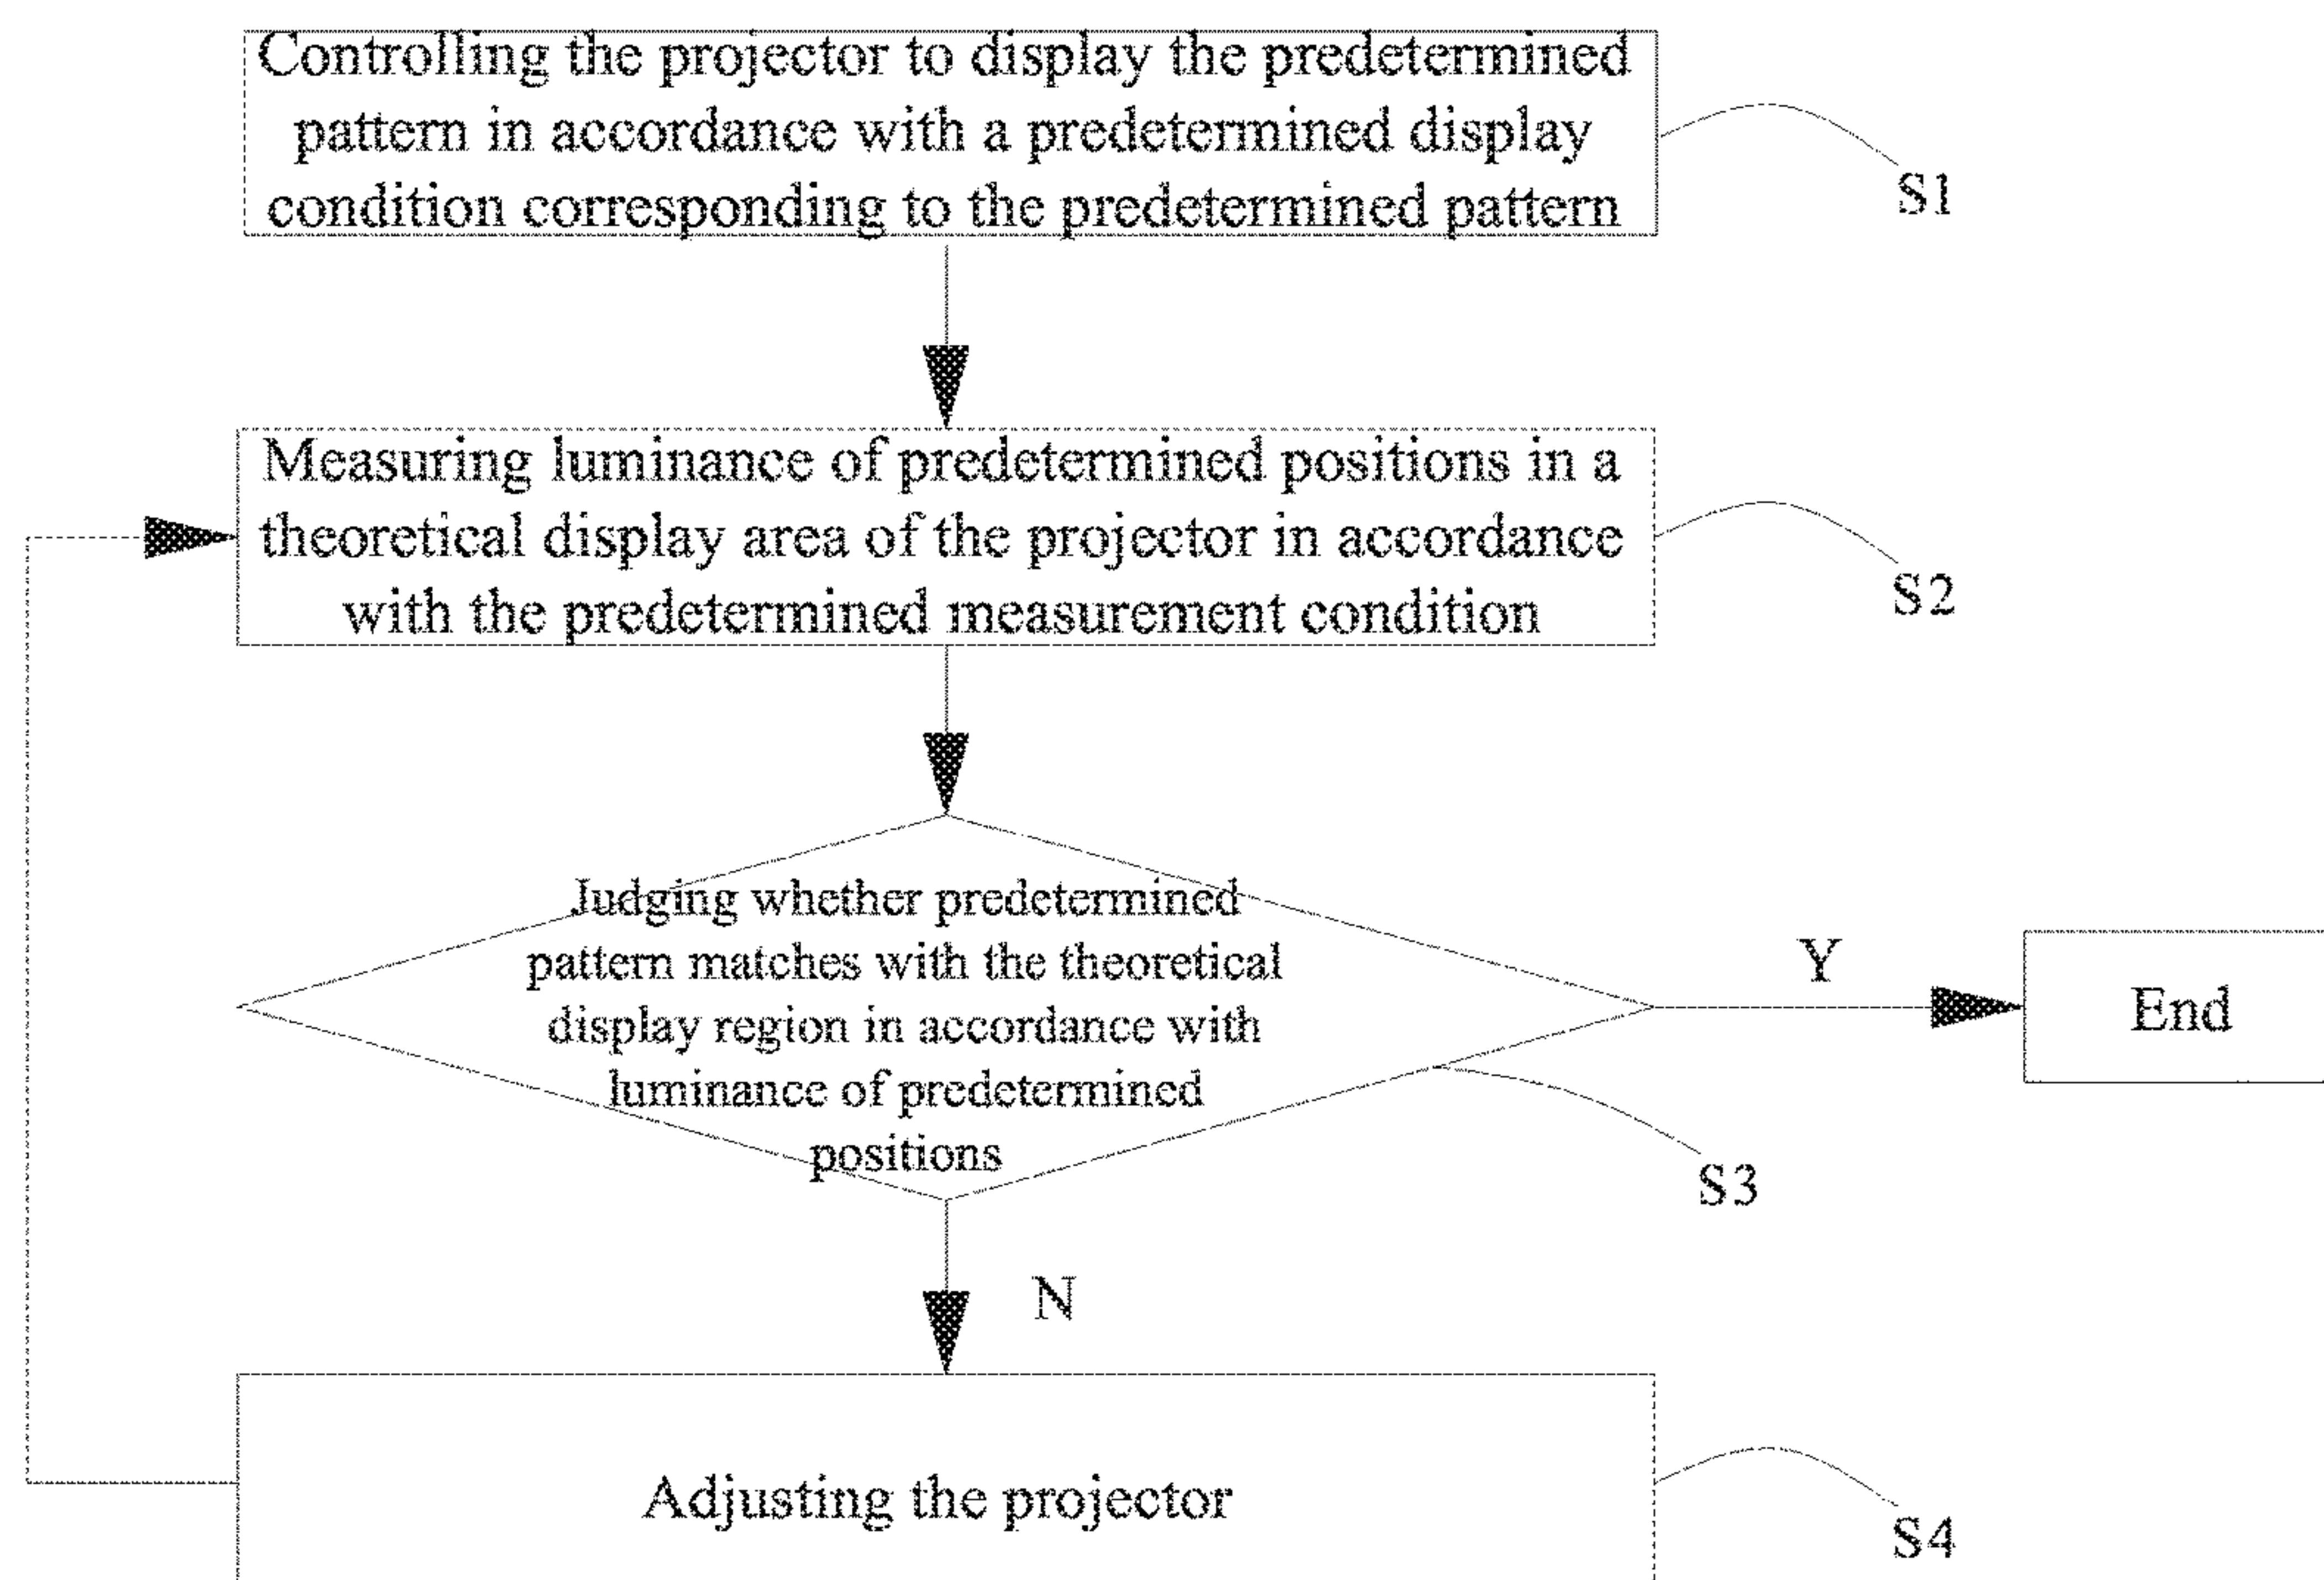 Controlling the projector to display the predetermined
pattern in accordance with a predetermined display
condition corresponding to the predetermined pattern
S1
Measuring luminance of predetermined positions in a
theoretical display area of the projector in accordance
with the predetermined measurement condition
S2
Judging whether predetermined
pattern matches with the theoretical
display region in accordance with
luminance of predetermined
positions
Y
End
S3
N
Adjusting the projector
S4